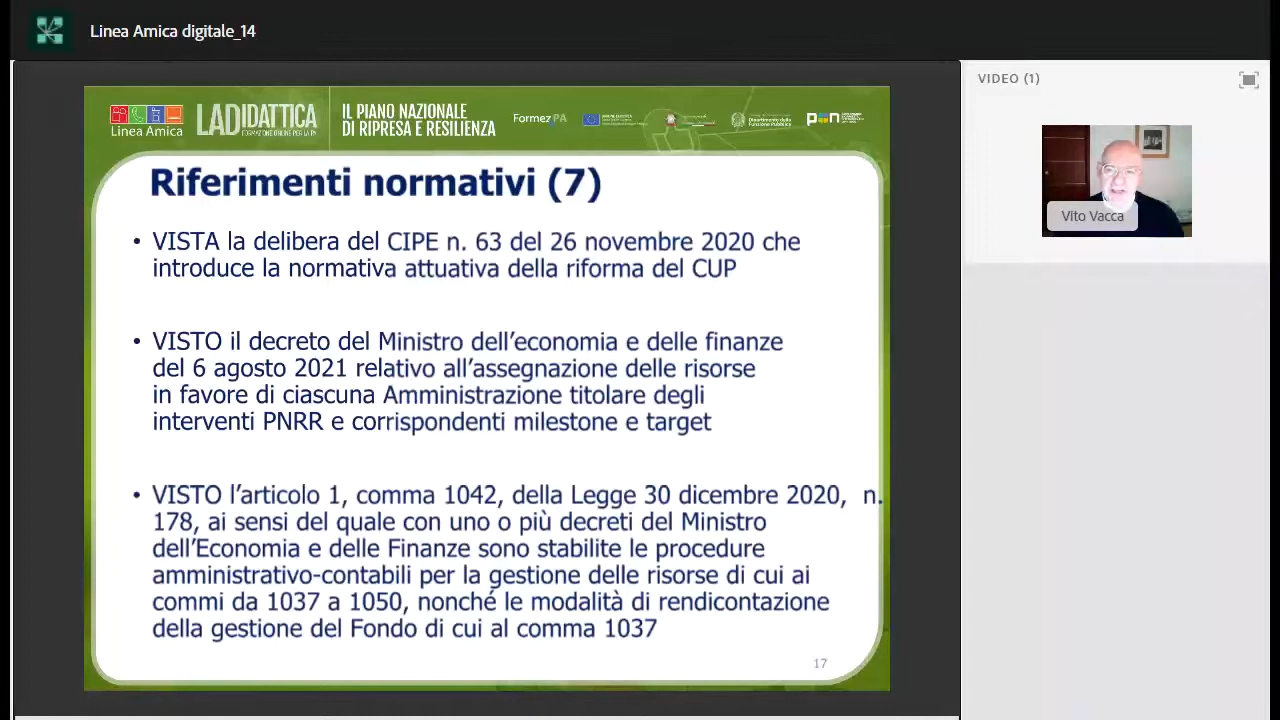 Linea Amica digitale_14
VIDEO (1)
Linea Amica
LADIDATTICA
IL PIANO NAZIONALE
DI RIPRESA E RESILIENZA
FormezPA
Dipartimento della
Funzione Pubblica
Riferimenti normativi (7)
• VISTA la delibera del CIPE n. 63 del 26 novembre 2020 che
introduce la normativa attuativa della riforma del CUP
• VISTO il decreto del Ministro dell’economia e delle finanze
del 6 agosto 2021 relativo all’assegnazione delle risorse
in favore di ciascuna Amministrazione titolare degli
interventi PNRR e corrispondenti milestone e target
• VISTO l’articolo 1, comma 1042, della Legge 30 dicembre 2020, n.
178, ai sensi del quale con uno o più decreti del Ministro
dell’Economia e delle Finanze sono stabilite le procedure
amministrativo-contabili per la gestione delle risorse di cui ai
commi da 1037 a 1050, nonché le modalità di rendicontazione
della gestione del Fondo di cui al comma 1037
17
Vito Vacca